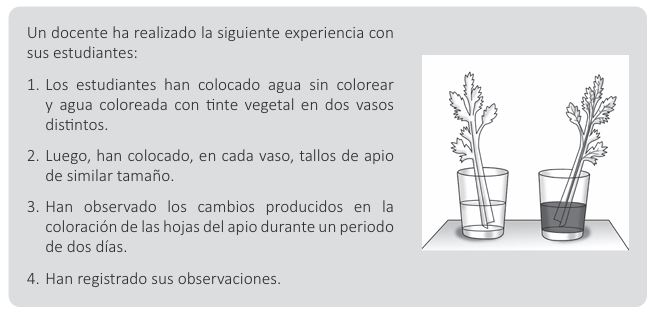 Un docente ha realizado la siguiente experiencia con
sus estudiantes:
1. Los estudiantes han colocado agua sin colorear
y agua coloreada con tinte vegetal en dos vasos
distintos.
2. Luego, han colocado, en cada vaso, tallos de apio
de similar tamaño.
3. Han observado los cambios producidos en la
coloración de las hojas del apio durante un periodo
de dos días.
4. Han registrado sus observaciones.